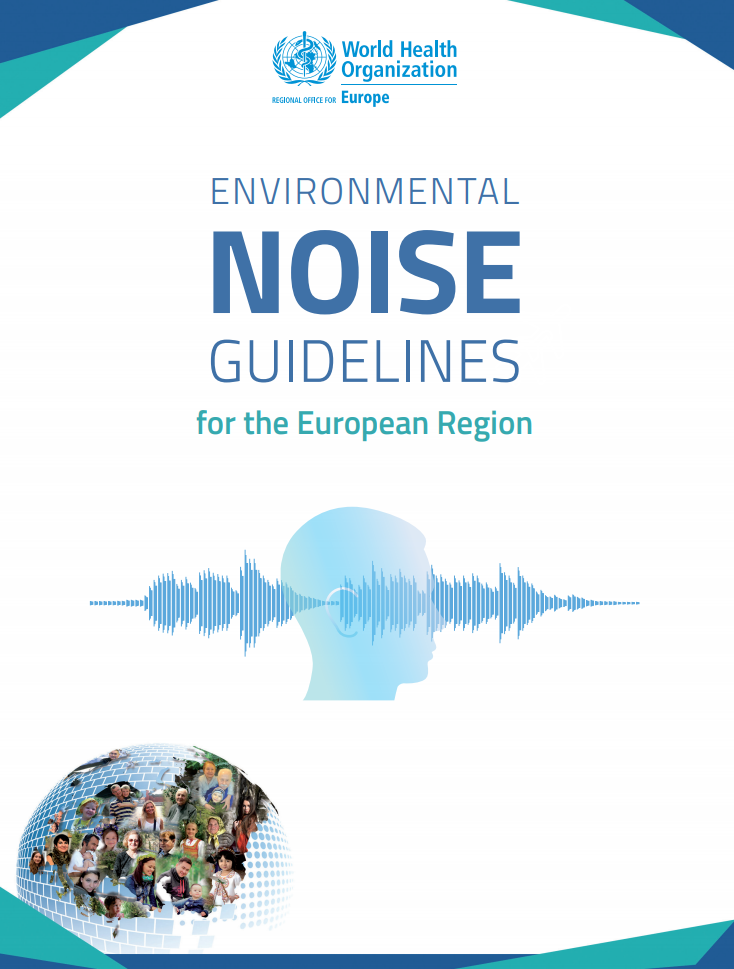 World Health
Organization
REGIONAL OFFICE FOR Europe
ENVIRONMENTAL
NOISE
GUIDELINES
for the European Region